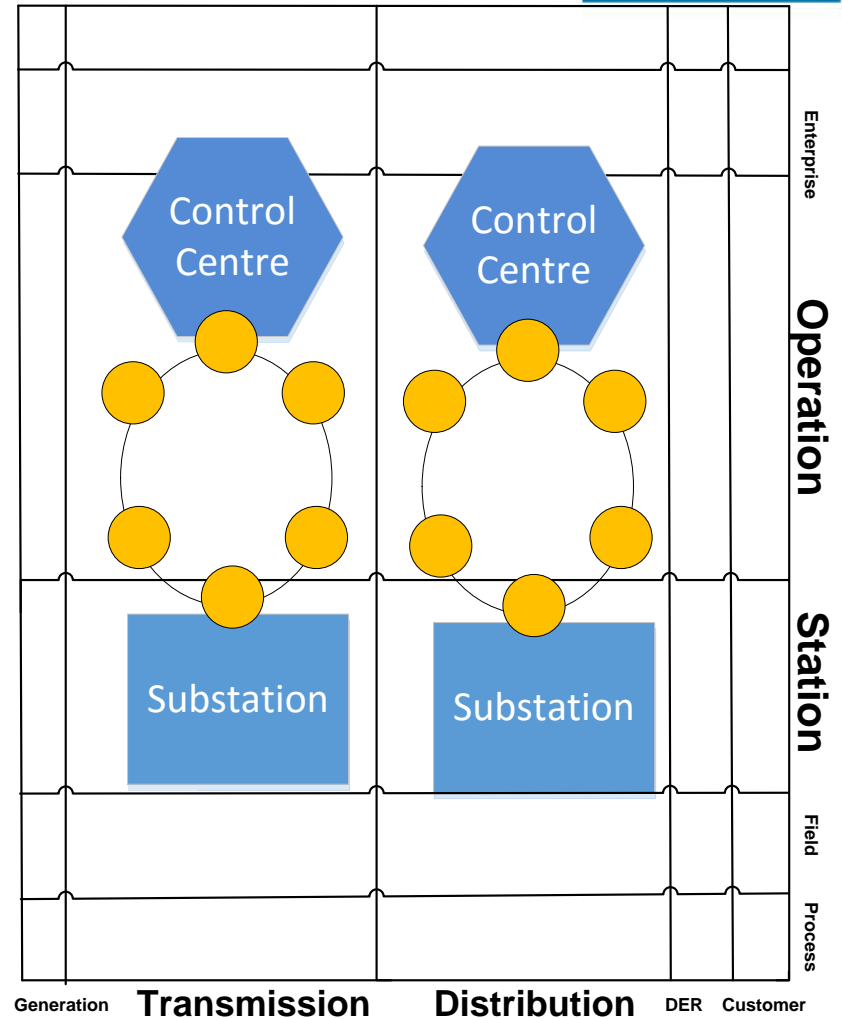 Enterprise
Control
Centre
Control
Centre
Operation
Station
Substation
Substation
Field
Process
Generation Transmission Distribution DER Customer